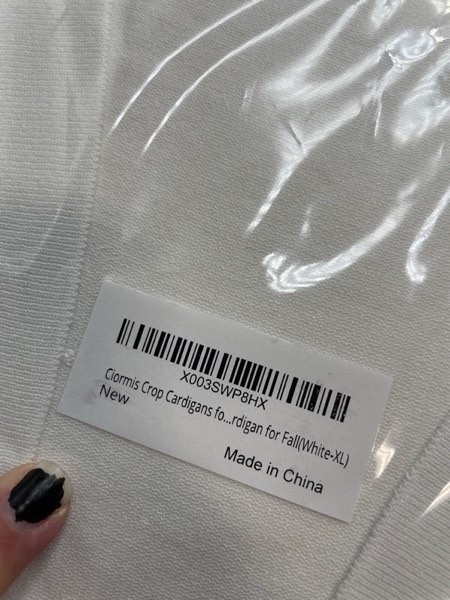 X003SWP8HX
Ciormis Crop Cardigans fo...rdigan for Fall(White-XL)
New
Made in China